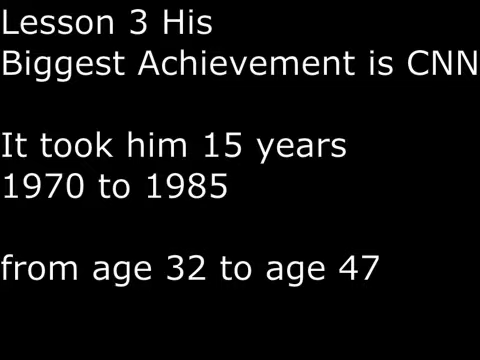 Lesson 3 His
Biggest Achievement is CNN
It took him 15 years
1970 to 1985
from age 32 to age 47